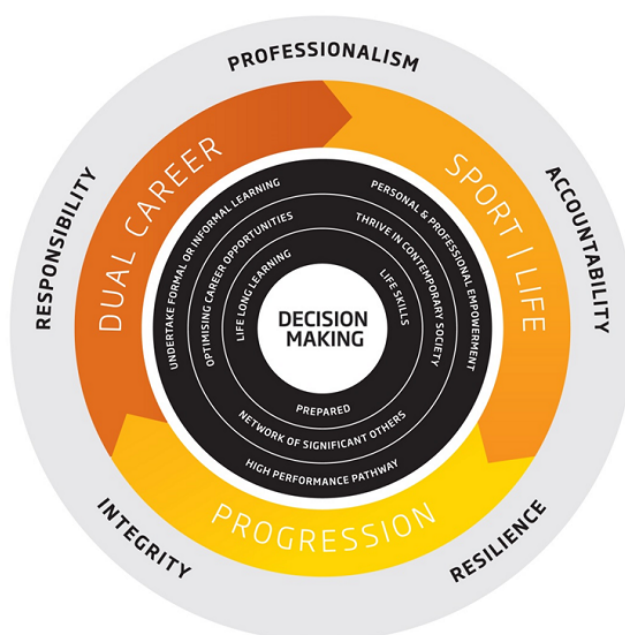 PROFESSIONALISM
ACCOUNTABILITY
RESILIENCE
INTEGRITY
RESPONSIBILITY
DUAL CAREER
SPORT | LIFE
PROGRESSION
UNDERTAKE FORMAL OR INFORMAL LEARNING
OPTIMISING CAREER OPPORTUNITIES
LIFE LONG LEARNING
PERSONAL & PROFESSIONAL EMPOWERMENT
THRIVE IN CONTEMPORARY SOCIETY
LIFE SKILLS
DECISION
MAKING
PREPARED
NETWORK OF SIGNIFICANT OTHERS
HIGH PERFORMANCE PATHWAY